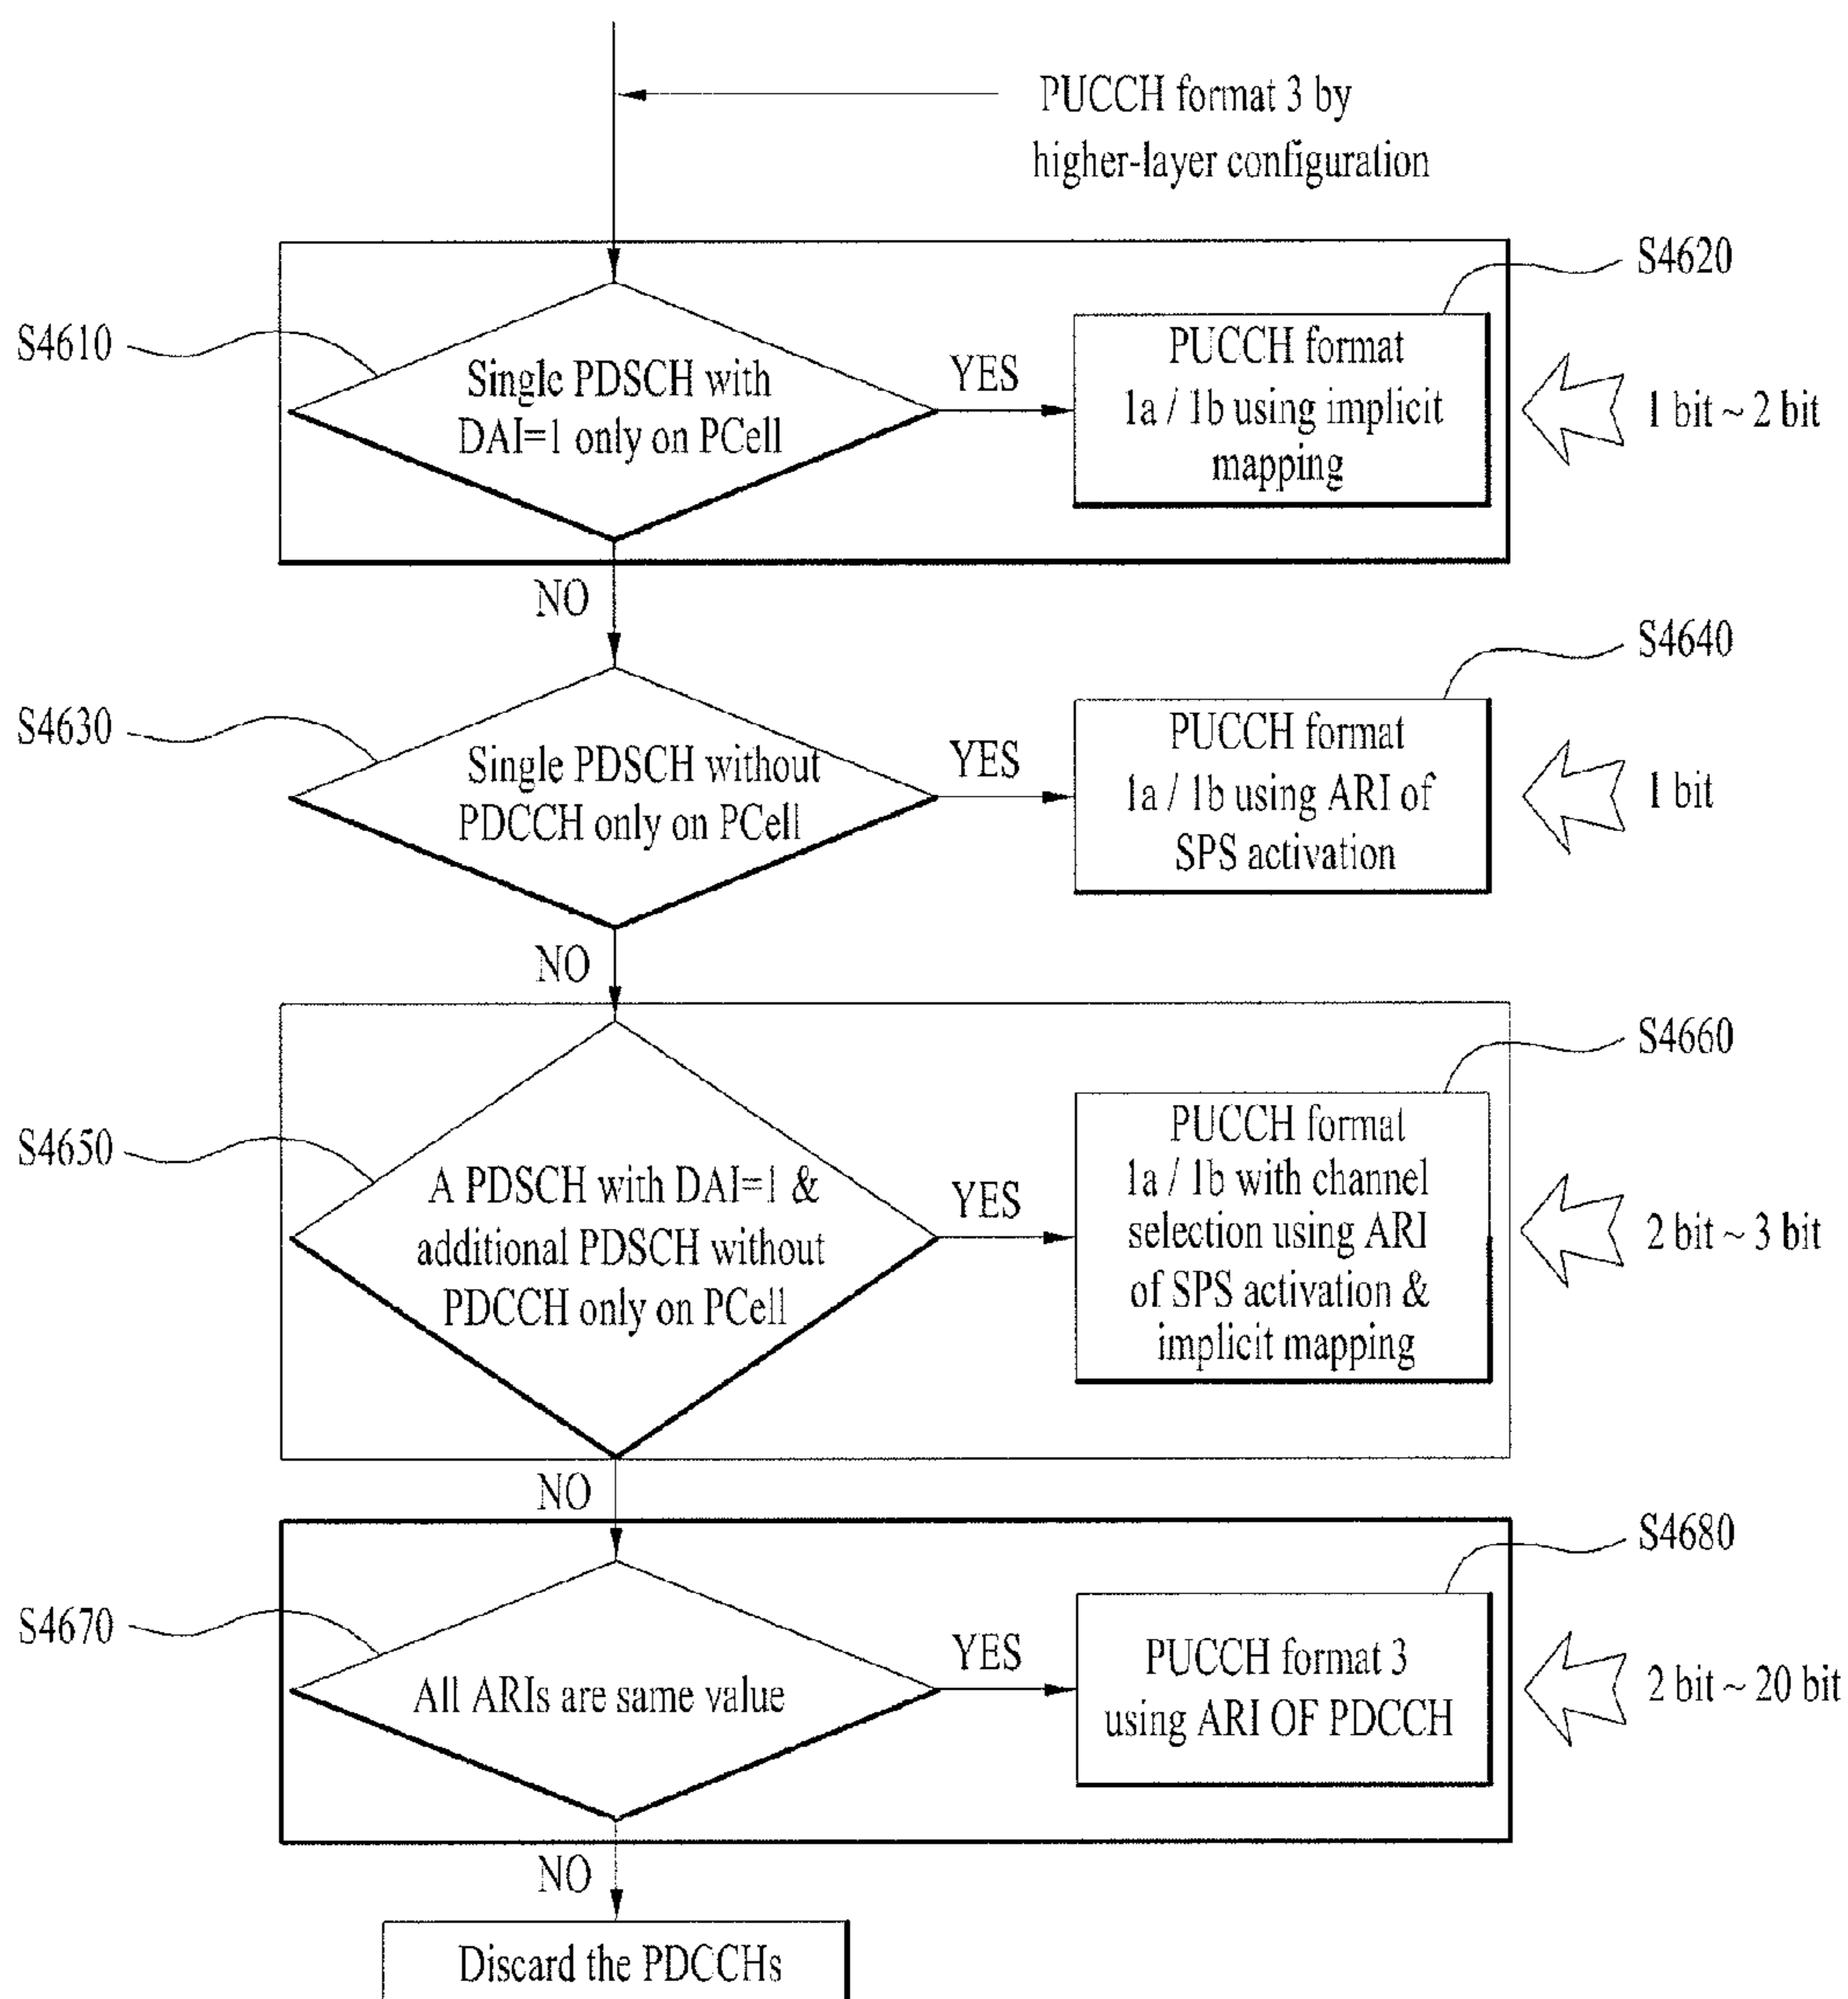 PUCCH format 3 by
higher-layer configuration
S4620
S4610
Single PDSCH with
DAI=1 only on PCell
YES
PUCCH format
1a / 1b using implicit
mapping
1 bit ~ 2 bit
NO
S4640
S4630
Single PDSCH without
PDCCH only on PCell
YES
PUCCH format
1a / 1b using ARI of
SPS activation
1 bit
NO
S4660
S4650
A PDSCH with DAI=1 &
additional PDSCH without
PDCCH only on PCell
YES
PUCCH format
1a / 1b with channel
selection using ARI
of SPS activation &
implicit mapping
2 bit ~ 3 bit
NO
S4680
S4670
All ARIs are same value
YES
PUCCH format 3
using ARI OF PDCCH
2 bit ~ 20 bit
NO
Discard the PDCCHs